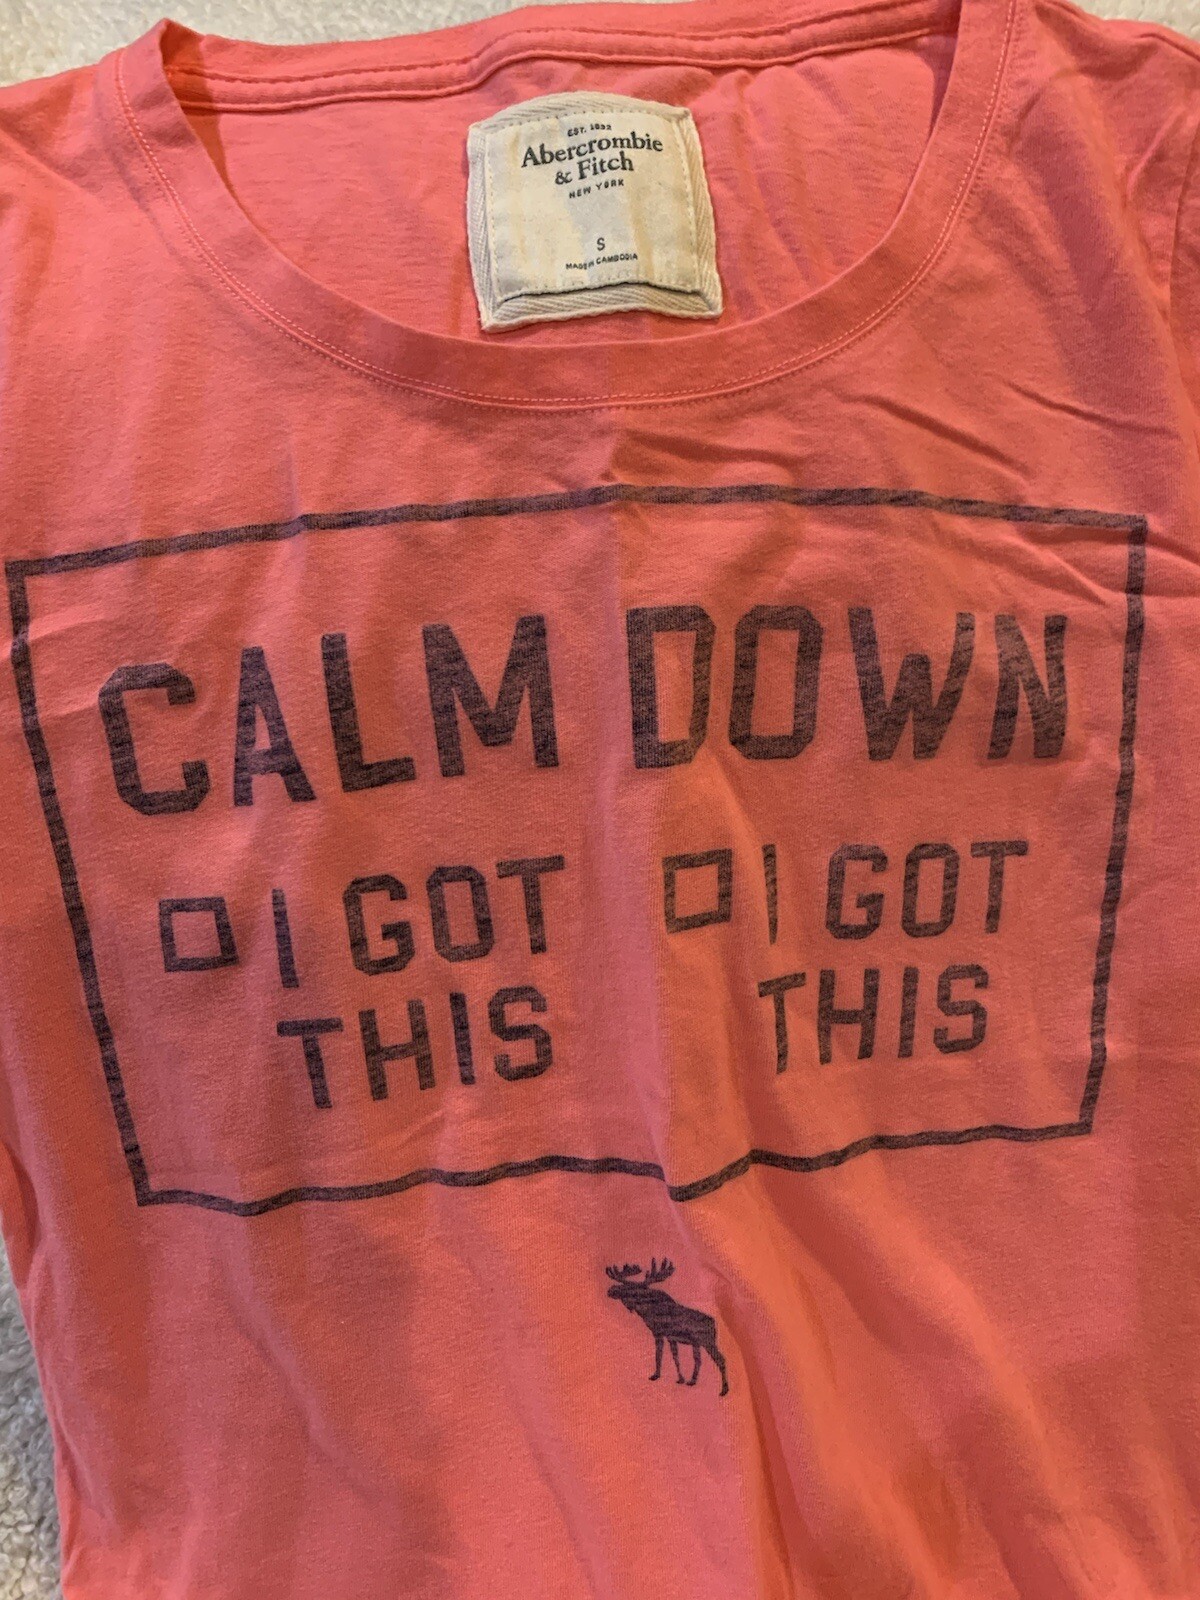 EST. 1892
Abercrombie
& Fitch
NEW YORK
S
MADE IN CAMBODIA
CALM DOWN
I GOT I GOT
THIS THIS